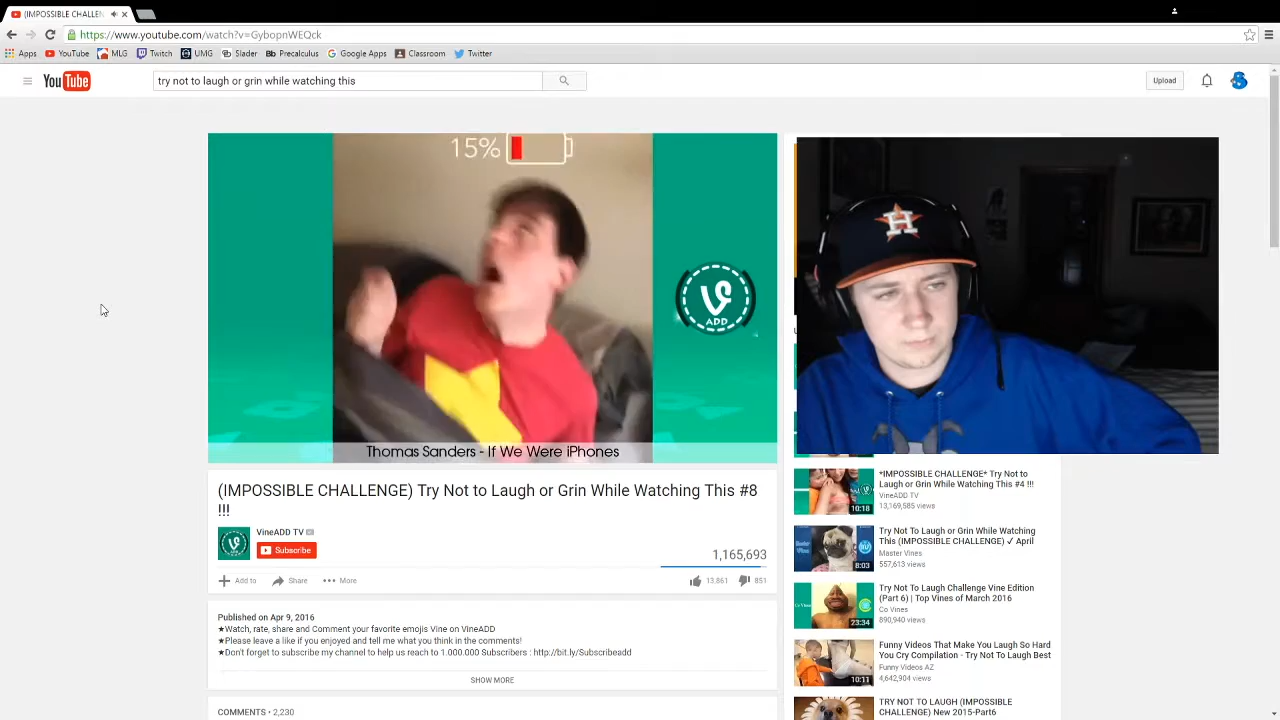 (IMPOSSIBLE CHALLEN
https://www.youtube.com/watch?v=GybopnWEQck
Apps YouTube MLG Twitch UMG Slader Bb Precalculus Google Apps Classroom Twitter
YouTube
try not to laugh or grin while watching this
Upload
15%
H
ADD
Thomas Sanders - If We Were iPhones
(IMPOSSIBLE CHALLENGE) Try Not to Laugh or Grin While Watching This #8
!!!
VineADD TV
Subscribe
1,165,693
Add to Share More
13,861 851
Published on Apr 9, 2016
★Watch, rate, share and Comment your favorite emojis Vine on VineADD
★Please leave a like if you enjoyed and tell me what you think in the comments!
★Don't forget to subscribe my channel to help us reach to 1.000.000 Subscribers : http://bit.ly/Subscribeadd
SHOW MORE
COMMENTS • 2,230
*IMPOSSIBLE CHALLENGE* Try Not to
Laugh or Grin While Watching This #4 !!!
VineADD TV
13,169,585 views
10:18
Try Not To Laugh or Grin While Watching
This (IMPOSSIBLE CHALLENGE) ✓ April
Master Vines
557,613 views
8:03
Try Not To Laugh Challenge Vine Edition
(Part 6) | Top Vines of March 2016
Co Vines
890,940 views
23:34
Funny Videos That Make You Laugh So Hard
You Cry Compilation - Try Not To Laugh Best
Funny Videos AZ
4,642,904 views
10:11
TRY NOT TO LAUGH (IMPOSSIBLE
CHALLENGE) New 2015-Part6